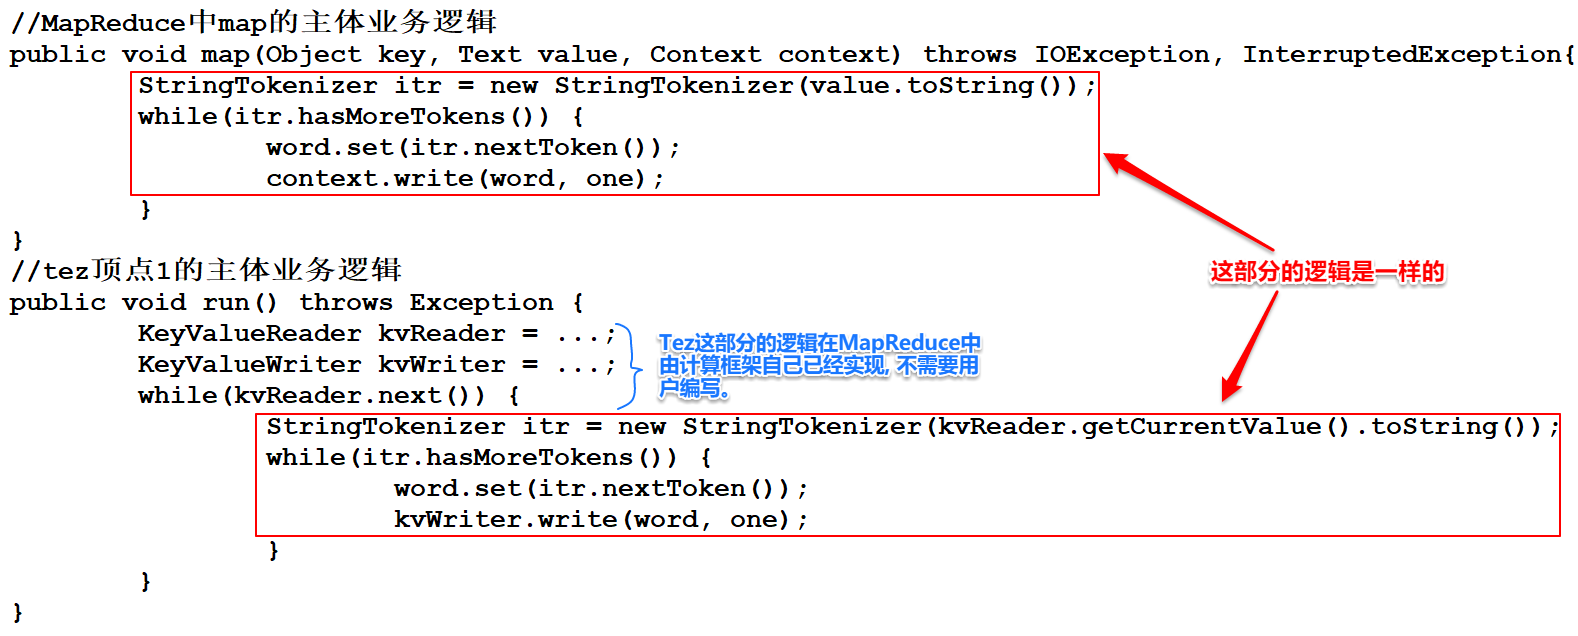 //MapReduce中map的主体业务逻辑
public void map(Object key, Text value, Context context) throws IOException, InterruptedException{
StringTokenizer itr = new StringTokenizer(value.toString());
while(itr.hasMoreTokens()) {
word.set(itr.nextToken());
context.write(word, one);
}
}
//tez顶点1的主体业务逻辑
这部分的逻辑是一样的
public void run() throws Exception {
KeyValueReader kvReader = ...;
KeyValueWriter kvWriter = ...;
while(kvReader.next()) {
Tez这部分的逻辑在MapReduce中
由计算框架自己已经实现, 不需要用
户编写。
StringTokenizer itr = new StringTokenizer(kvReader.getCurrentValue().toString());
while(itr.hasMoreTokens()) {
word.set(itr.nextToken());
kvWriter.write(word, one);
}
}
}